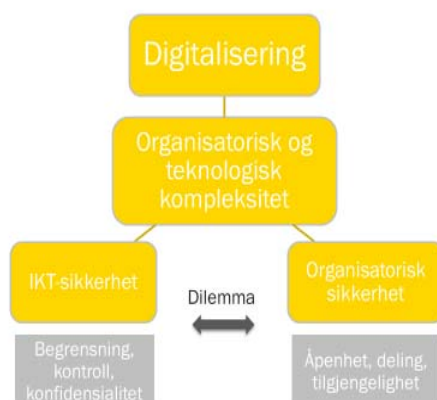 Digitalisering
Organisatorisk og
teknologisk
kompleksitet
IKT-sikkerhet
Dilemma
Organisatorisk
sikkerhet
Begrensning,
kontroll,
konfidensialitet
Åpenhet, deling,
tilgjengelighet